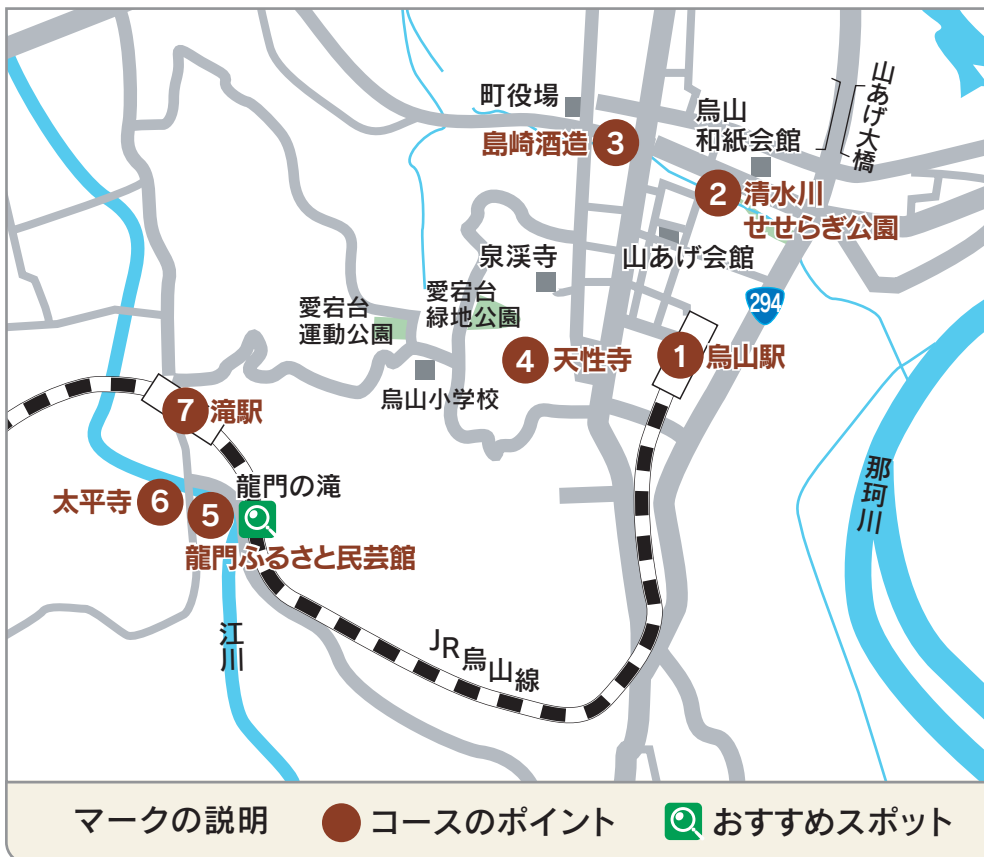 町役場
島崎酒造
3
烏山
和紙会館
山あげ大橋
2
清水川
せせらぎ公園
山あげ会館
泉溪寺
愛宕台
緑地公園
愛宕台
運動公園
294
4
天性寺
1
烏山駅
烏山小学校
7
滝駅
龍門の滝
太平寺
6
5
龍門ふるさと民芸館
那珂川
江川
JR烏山線
マークの説明
コースのポイント
おすすめスポット